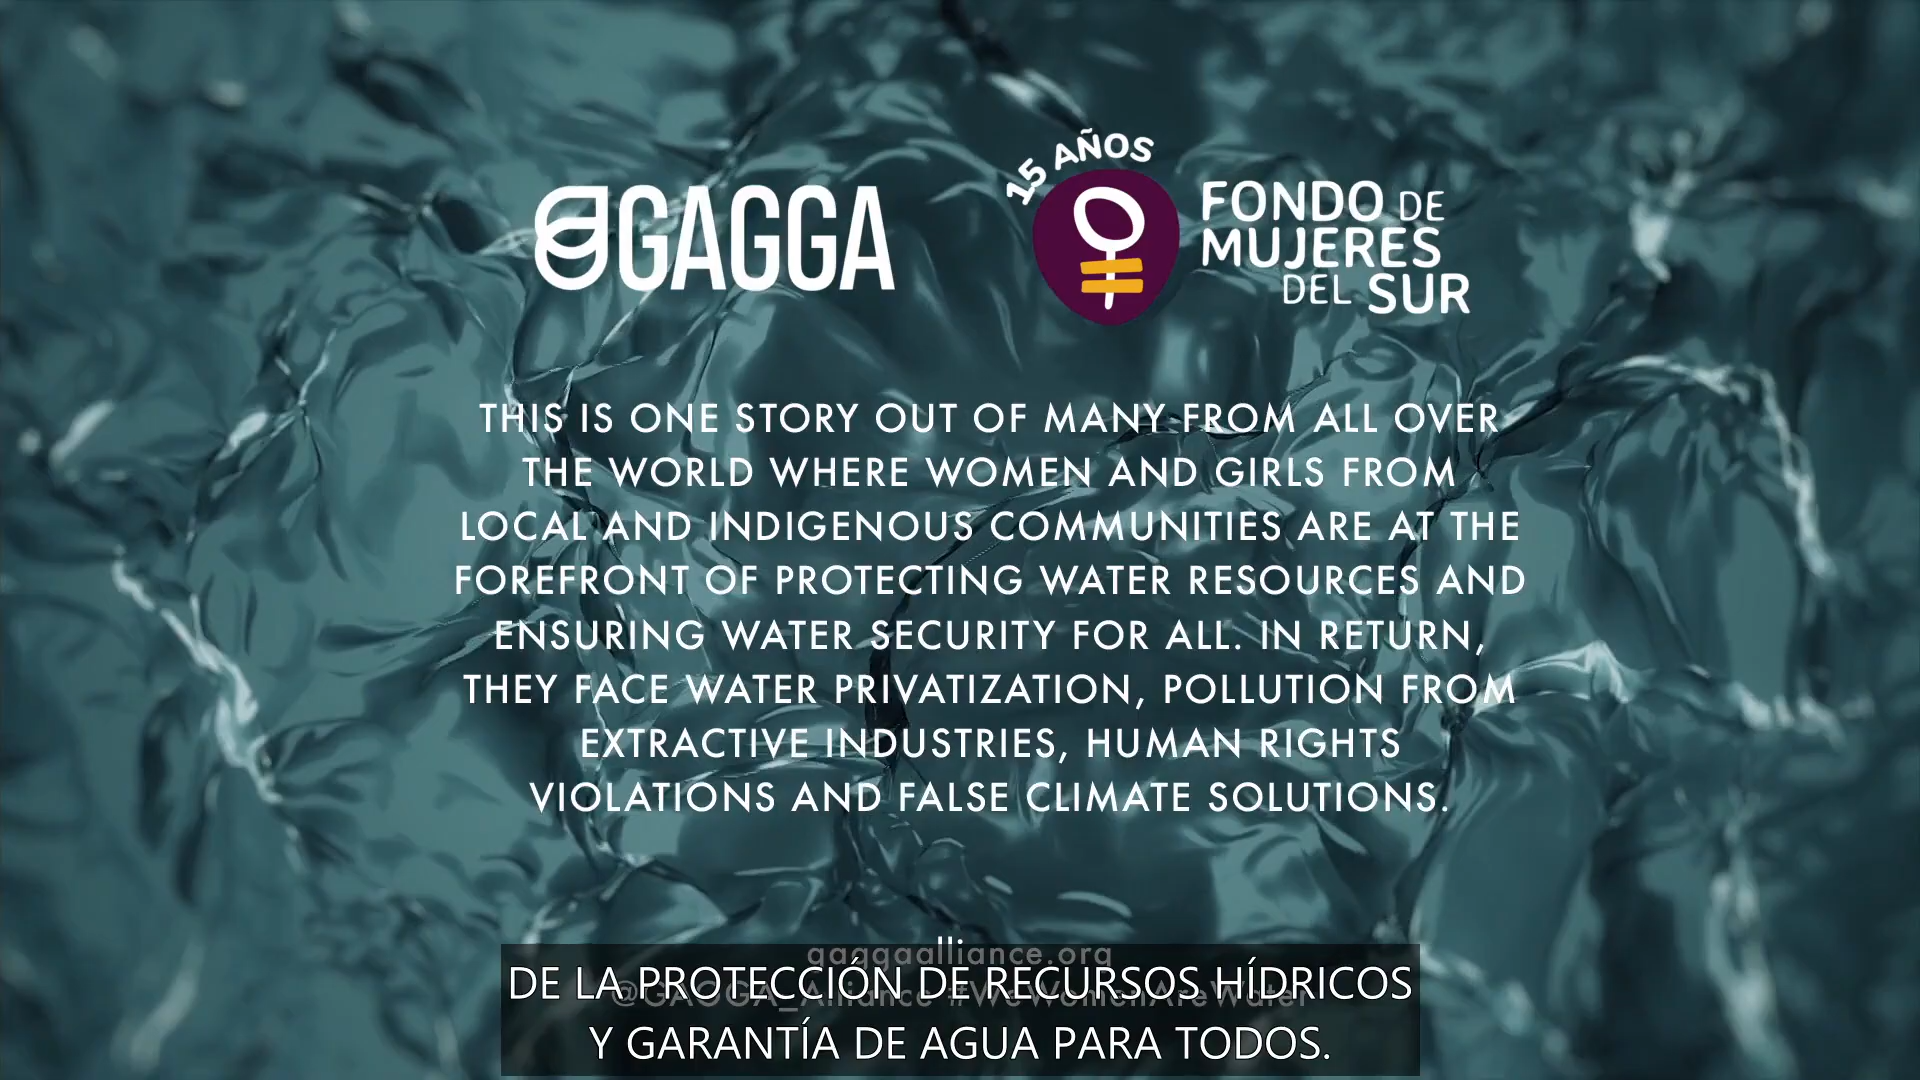 GAGGA
15 AÑOS
FONDO DE
MUJERES
DEL SUR
THIS IS ONE STORY OUT OF MANY FROM ALL OVER
THE WORLD WHERE WOMEN AND GIRLS FROM
LOCAL AND INDIGENOUS COMMUNITIES ARE AT THE
FOREFRONT OF PROTECTING WATER RESOURCES AND
ENSURING WATER SECURITY FOR ALL. IN RETURN,
THEY FACE WATER PRIVATIZATION, POLLUTION FROM
EXTRACTIVE INDUSTRIES, HUMAN RIGHTS
VIOLATIONS AND FALSE CLIMATE SOLUTIONS.
gaggaalliance.org
@GAGGA_Alliance #WeWomenAreWater
DE LA PROTECCIÓN DE RECURSOS HÍDRICOS
Y GARANTÍA DE AGUA PARA TODOS.